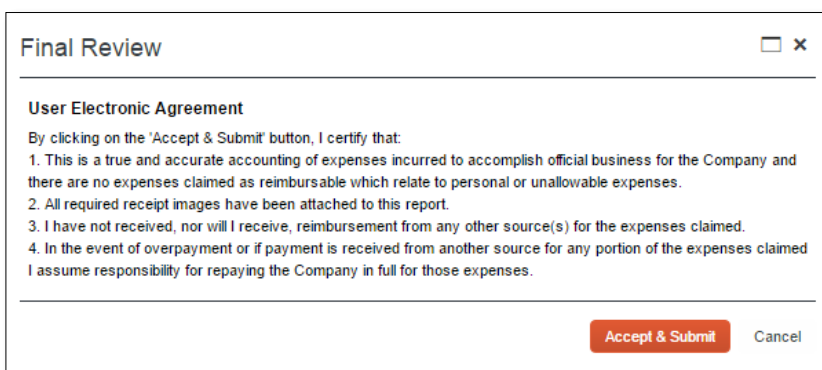 Final Review
User Electronic Agreement
By clicking on the 'Accept & Submit' button, I certify that:
1. This is a true and accurate accounting of expenses incurred to accomplish official business for the Company and
there are no expenses claimed as reimbursable which relate to personal or unallowable expenses.
2. All required receipt images have been attached to this report.
3. I have not received, nor will I receive, reimbursement from any other source(s) for the expenses claimed.
4. In the event of overpayment or if payment is received from another source for any portion of the expenses claimed
I assume responsibility for repaying the Company in full for those expenses.
Accept & Submit Cancel